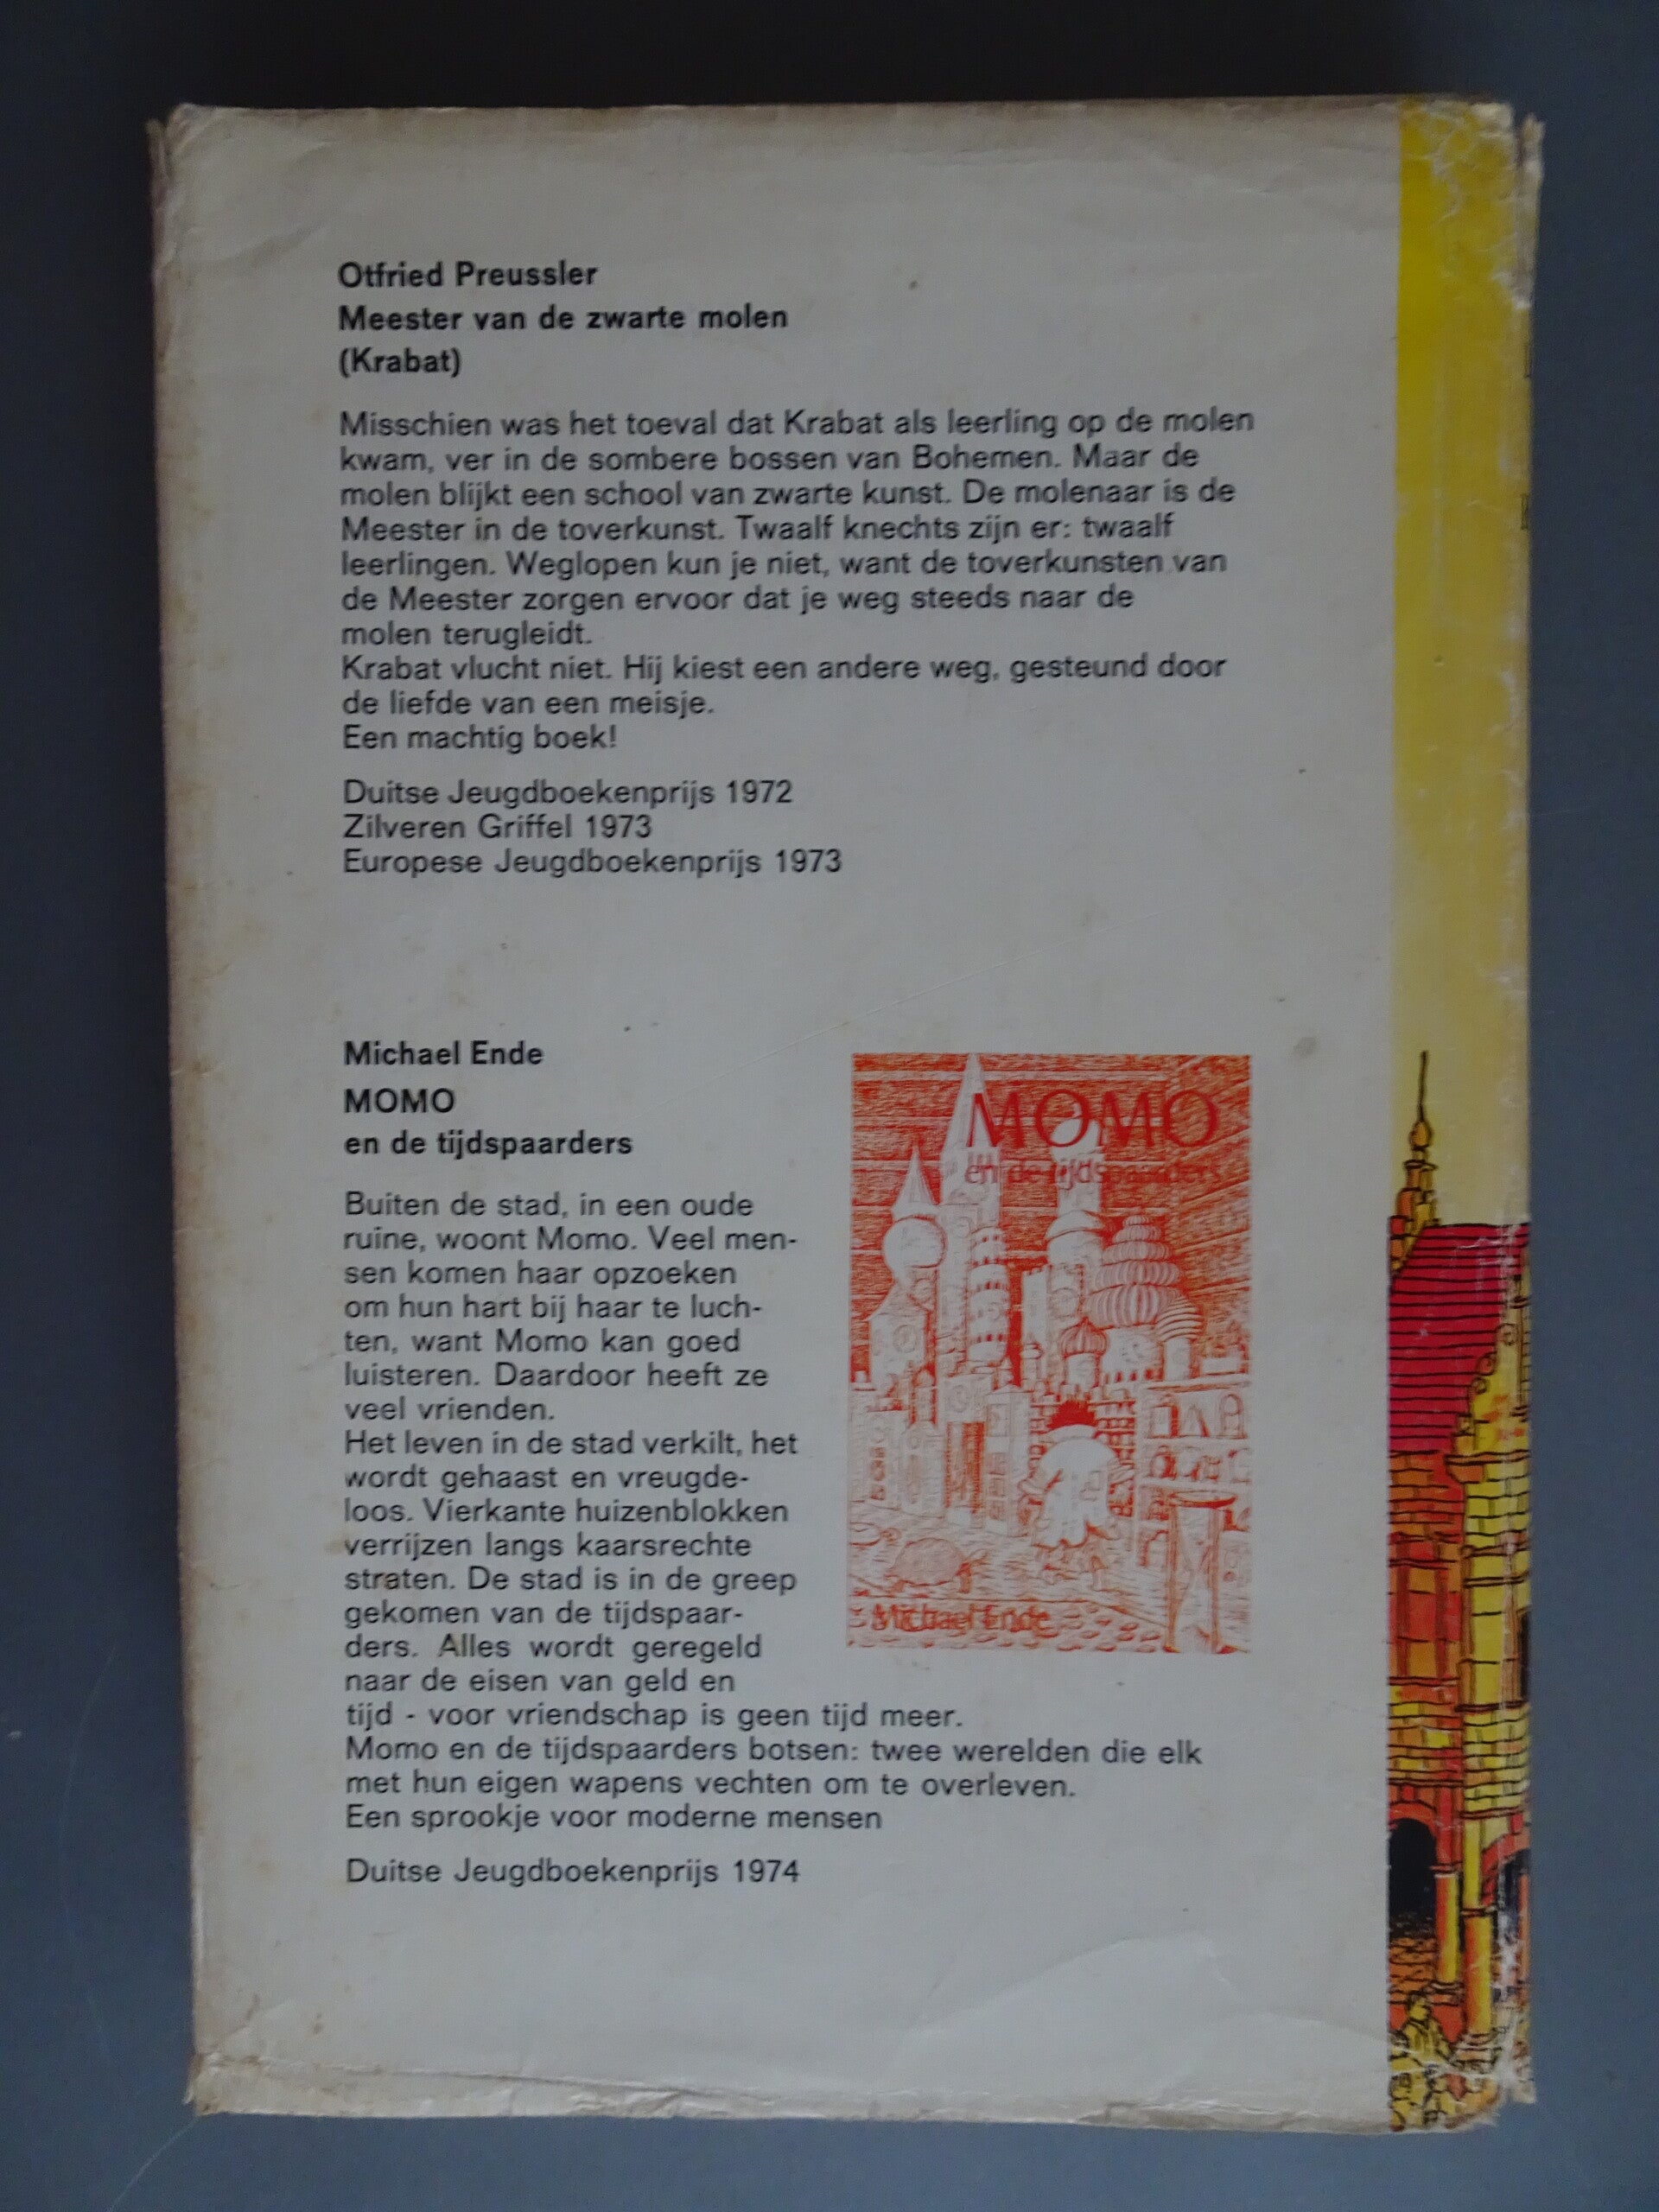 Otfried Preussler
Meester van de zwarte molen
(Krabat)
Misschien was het toeval dat Krabat als leerling op de molen
kwam, ver in de sombere bossen van Bohemen. Maar de
molen blijkt een school van zwarte kunst. De molenaar is de
Meester in de toverkunst. Twaalf knechts zijn er: twaalf
leerlingen. Weglopen kun je niet, want de toverkunsten van
de Meester zorgen ervoor dat je weg steeds naar de
molen terugleidt.
Krabat vlucht niet. Hij kiest een andere weg, gesteund door
de liefde van een meisje.
Een machtig boek!
Duitse Jeugdboekenprijs 1972
Zilveren Griffel 1973
Europese Jeugdboekenprijs 1973
Michael Ende
MOMO
en de tijdspaarders
Buiten de stad, in een oude
ruine, woont Momo. Veel men-
sen komen haar opzoeken
om hun hart bij haar te luch-
ten, want Momo kan goed
luisteren. Daardoor heeft ze
veel vrienden.
Het leven in de stad verkilt, het
wordt gehaast en vreugde-
loos. Vierkante huizenblokken
verrijzen langs kaarsrechte
straten. De stad is in de greep
gekomen van de tijdspaar-
ders. Alles wordt geregeld
naar de eisen van geld en
tijd - voor vriendschap is geen tijd meer.
Momo en de tijdspaarders botsen: twee werelden die elk
met hun eigen wapens vechten om te overleven.
Een sprookje voor moderne mensen
Duitse Jeugdboekenprijs 1974
MOMO
en de tijdspaarders
Michael Ende